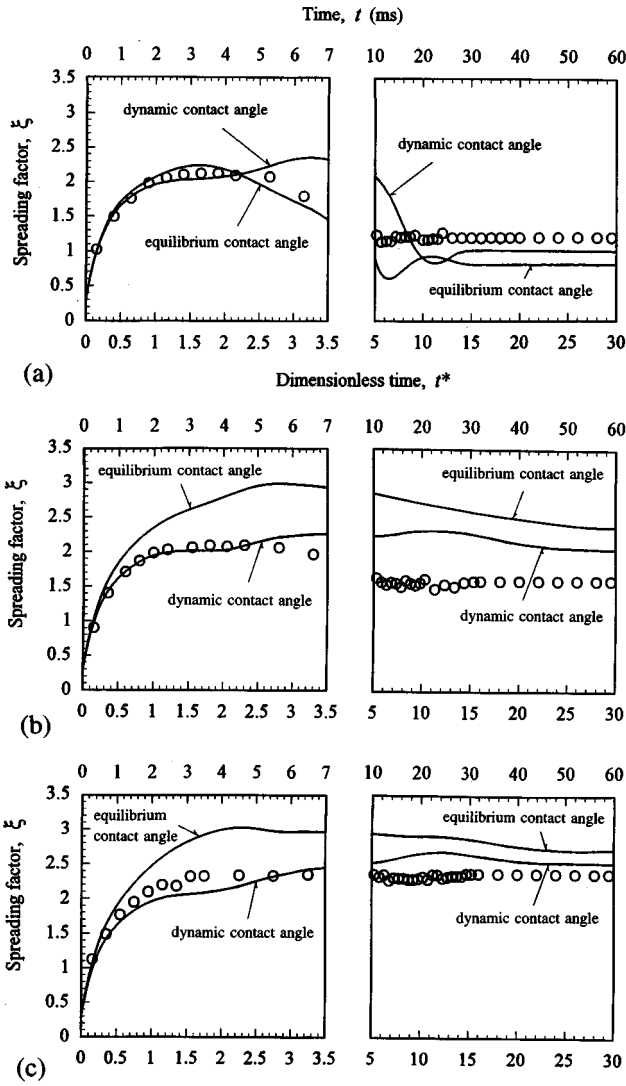 Time, t (ms)
0 1 2 3 4 5 6 7 10 20 30 40 50 60
3.5
3
2.5
2
1.5
1
0.5
0
Spreading factor, ξ
dynamic contact angle
equilibrium contact angle
dynamic contact angle
equilibrium contact angle
0 0.5 1 1.5 2 2.5 3 3.5 5 10 15 20 25 30
(a)
Dimensionless time, t*
0 1 2 3 4 5 6 7 10 20 30 40 50 60
3.5
3
2.5
2
1.5
1
0.5
0
Spreading factor, ξ
equilibrium contact angle
dynamic contact angle
equilibrium contact angle
dynamic contact angle
0 0.5 1 1.5 2 2.5 3 3.5 5 10 15 20 25 30
(b)
0 1 2 3 4 5 6 7 10 20 30 40 50 60
3.5
3
2.5
2
1.5
1
0.5
0
Spreading factor, ξ
equilibrium
contact angle
dynamic contact angle
equilibrium contact angle
dynamic contact angle
0 0.5 1 1.5 2 2.5 3 3.5 5 10 15 20 25 30
(c)